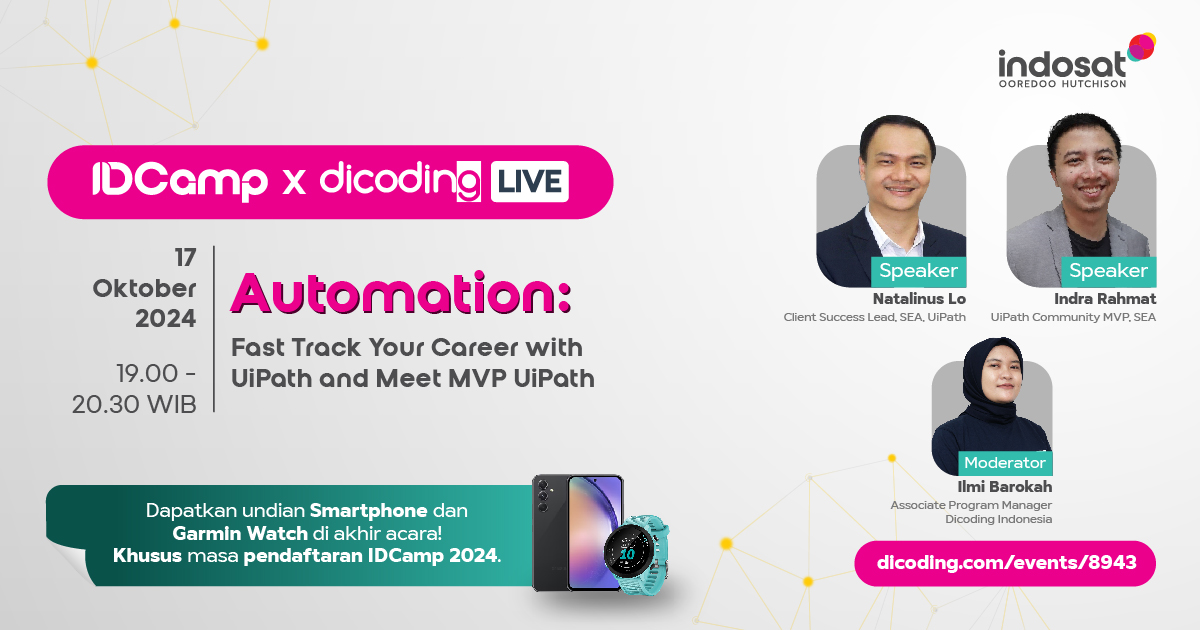 indosat
OOREDOO HUTCHISON
IDCamp x dicoding LIVE
17
Oktober
2024
19.00 -
20.30 WIB
Automation:
Fast Track Your Career with
UiPath and Meet MVP UiPath
Speaker
Natalinus Lo
Client Success Lead, SEA, UiPath
Speaker
Indra Rahmat
UiPath Community MVP, SEA
Moderator
Ilmi Barokah
Associate Program Manager
Dicoding Indonesia
Dapatkan undian Smartphone dan
Garmin Watch di akhir acara!
Khusus masa pendaftaran IDCamp 2024.
10
dicoding.com/events/8943